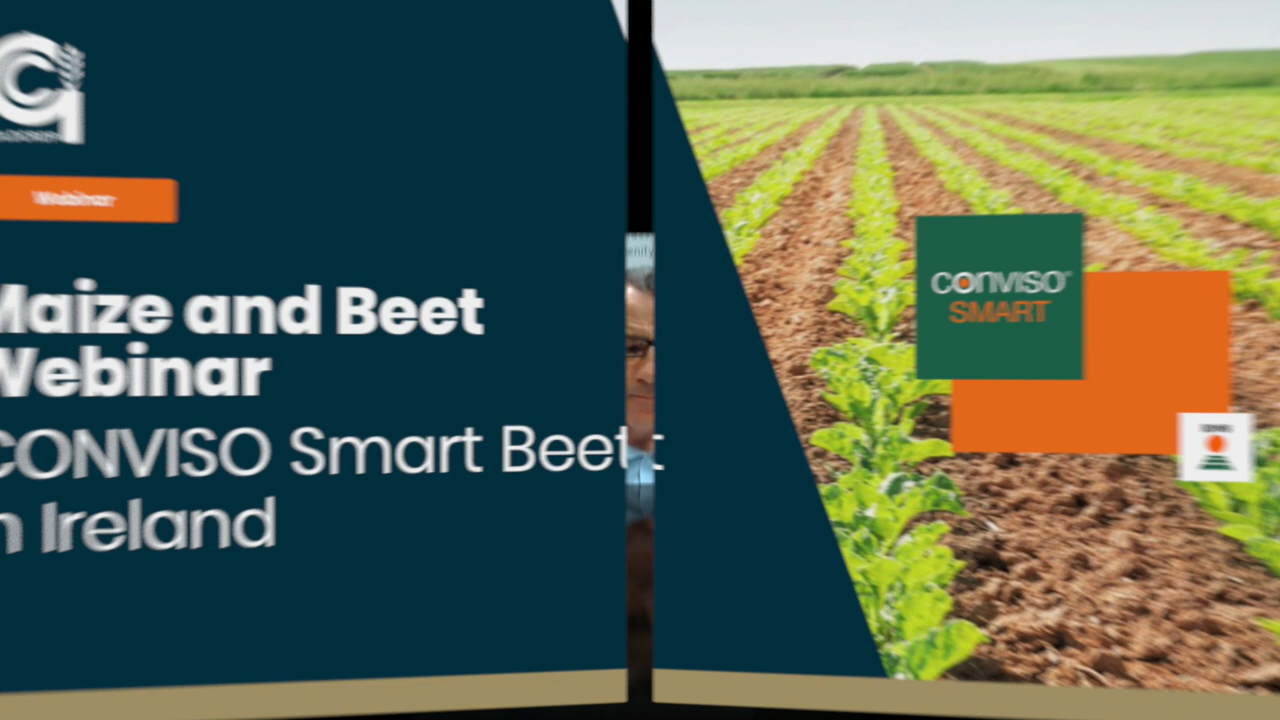 Webinar
Maize and Beet
Webinar
CONVISO Smart Beet
n Ireland
CONVISO
SMART